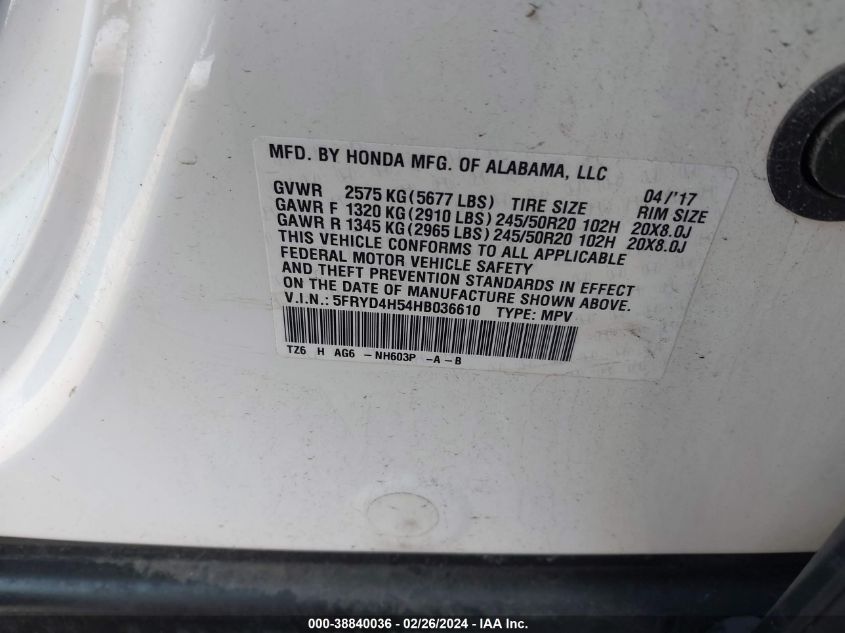 MFD. BY HONDA MFG. OF ALABAMA, LLC
GVWR 2575 KG(5677 LBS) TIRE SIZE 04/'17 RIM SIZE
GAWR F 1320 KG(2910 LBS)245/50R20 102H 20X8.0J
GAWR R 1345 KG(2965 LBS)245/50R20 102H 20X8.0J
THIS VEHICLE CONFORMS TO ALL APPLICABLE
FEDERAL MOTOR VEHICLE SAFETY
AND THEFT PREVENTION STANDARDS IN EFFECT
ON THE DATE OF MANUFACTURE SHOWN ABOVE.
V.I.N.: 5FRYD4H54HB036610 TYPE: MPV
TZ6 H AG6 -NH603P -A-B
000-38840036 - 02/26/2024 - IAA Inc.